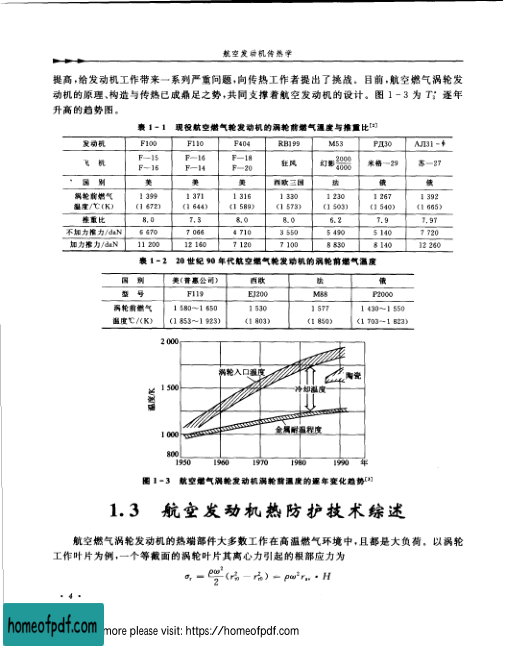 航空发动机传热学
提高,给发动机工作带来一系列严重问题,向传热工作者提出了挑战。目前,航空燃气涡轮发
动机的原理、构造与传热已成鼎足之势,共同支撑着航空发动机的设计。图 1-3 为 T₃* 逐年
升高的趋势图。
表 1-1 现役航空燃气轮发动机的涡轮前燃气温度与推重比[2]
发动机 F100 F110 F404 RB199 M53 РД30 АЛ31-Ф
飞 机 F—15 F—16 F—16 F—14 F—18 F—20 狂风 幻影 2000 4000 米格—29 苏—27
国 别 美 美 美 西欧三国 法 俄 俄
涡轮前燃气 温度/℃(K) 1 399 (1 672) 1 371 (1 644) 1 316 (1 589) 1 330 (1 573) 1 230 (1 503) 1 267 (1 540) 1 392 (1 665)
推重比 8.0 7.3 8.0 8.0 6.2 7.9 7.97
不加力推力/daN 6 670 7 066 4 710 3 550 5 490 5 140 7 720
加力推力/daN 11 200 12 160 7 120 7 100 8 830 8 140 12 260
表 1-2 20 世纪 90 年代航空燃气轮发动机的涡轮前燃气温度
国 别 美(普惠公司) 西欧 法 俄
型 号 F119 EJ200 M88 P2000
涡轮前燃气 温度℃/(K) 1 580~1 650 (1 853~1 923) 1 530 (1 803) 1 577 (1 850) 1 430~1 550 (1 703~1 823)
2 000
涡轮入口温度
陶瓷
1 500
冷却温度
温度/K
1 000
金属耐温程度
800
1950 1960 1970 1980 1990 年
图 1-3 航空燃气涡轮发动机涡轮前温度的逐年变化趋势[3]
1.3 航空发动机热防护技术综述
航空燃气涡轮发动机的热端部件大多数工作在高温燃气环境中,且都是大负荷。以涡轮
工作叶片为例,一个等截面的涡轮叶片其离心力引起的根部应力为
· 4 ·
homeofpdf.com
more please visit: https://homeofpdf.com